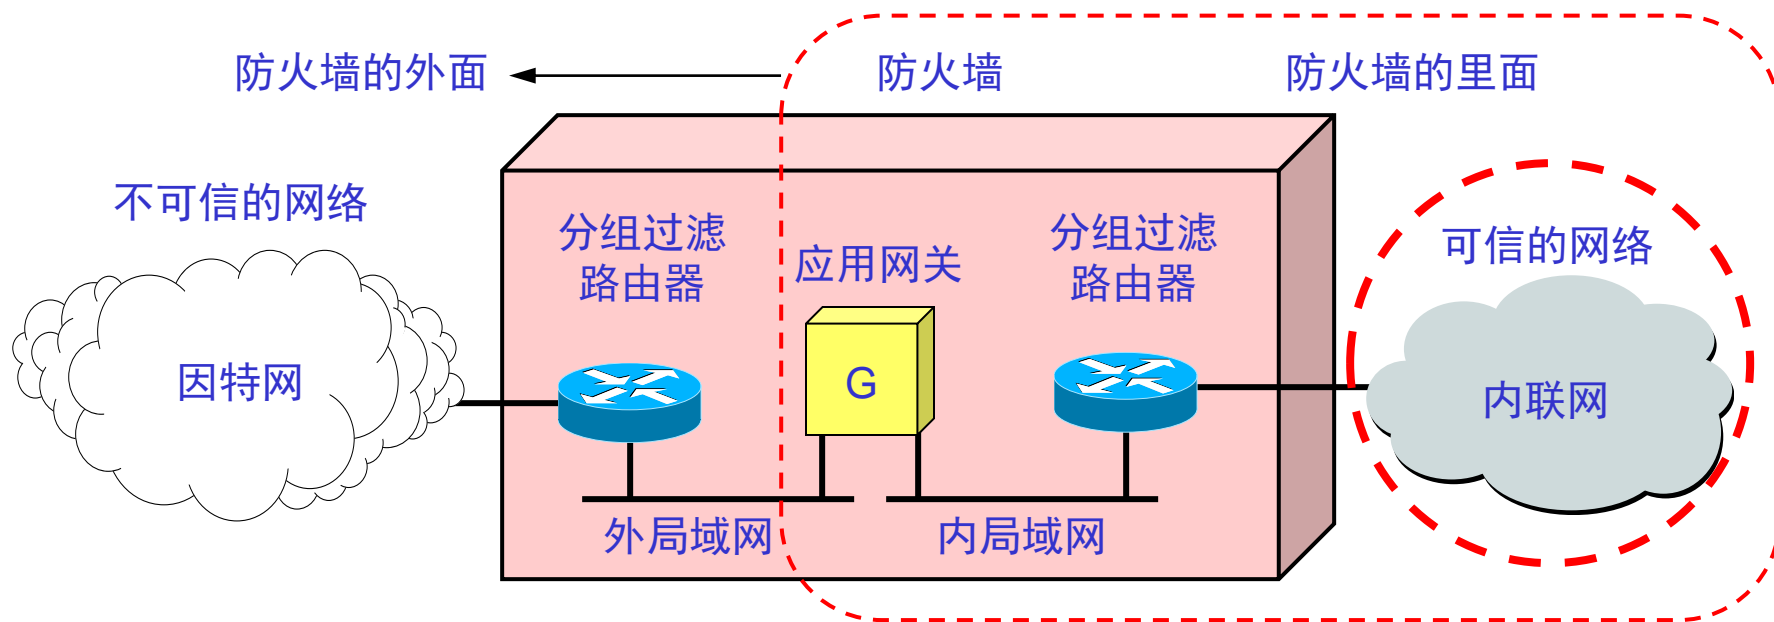 防火墙的外面
防火墙
防火墙的里面
不可信的网络
分组过滤
路由器
应用网关
分组过滤
路由器
可信的网络
因特网
G
内联网
外局域网
内局域网